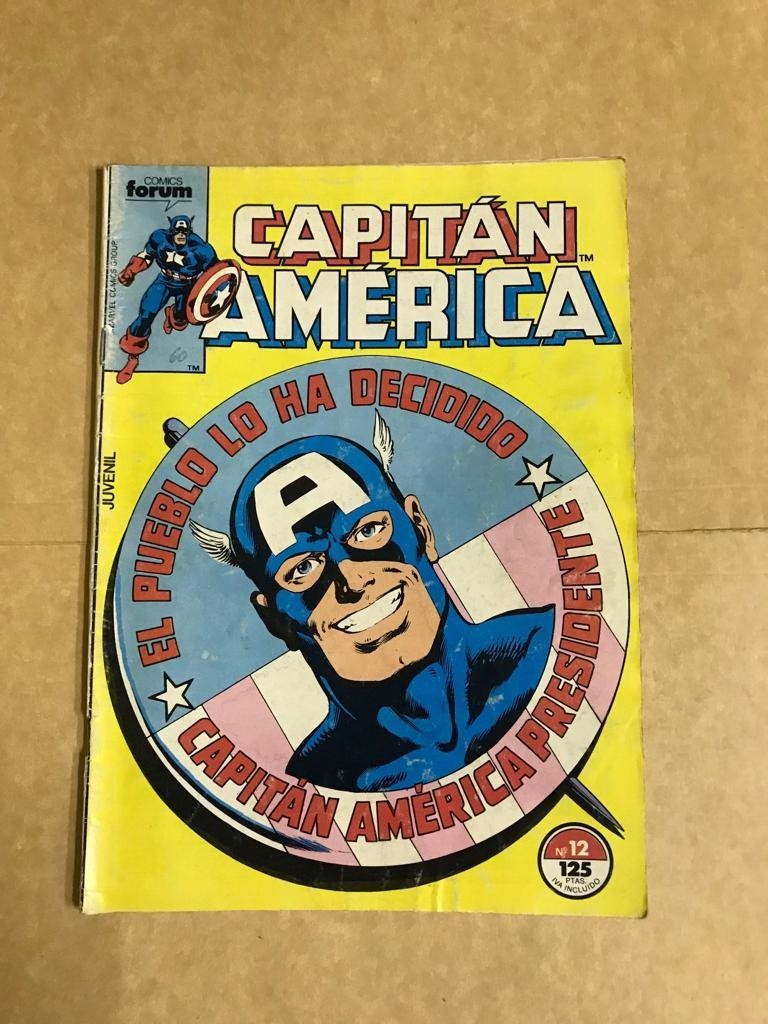 COMICS
forum
MARVEL COMICS GROUP
60
TM
CAPITÁN
AMÉRICA
TM
JUVENIL
EL PUEBLO LO HA DECIDIDO
A
CAPITÁN AMÉRICA PRESIDENTE
Nº 12
125
PTAS.
IVA INCLUIDO